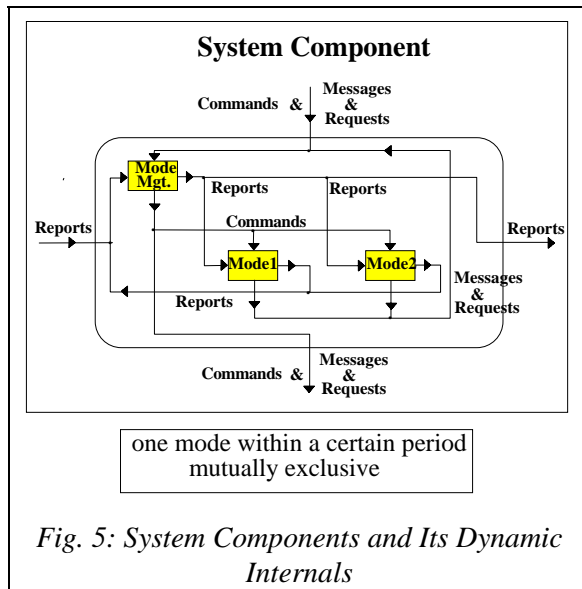 System Component
Messages
Commands & &
Requests
Mode
Mgt.
Reports
Reports
Reports
Commands
Reports
Mode1
Mode2
Reports
Messages
&
Requests
Messages
Commands & &
Requests
one mode within a certain period
mutually exclusive
Fig. 5: System Components and Its Dynamic
Internals